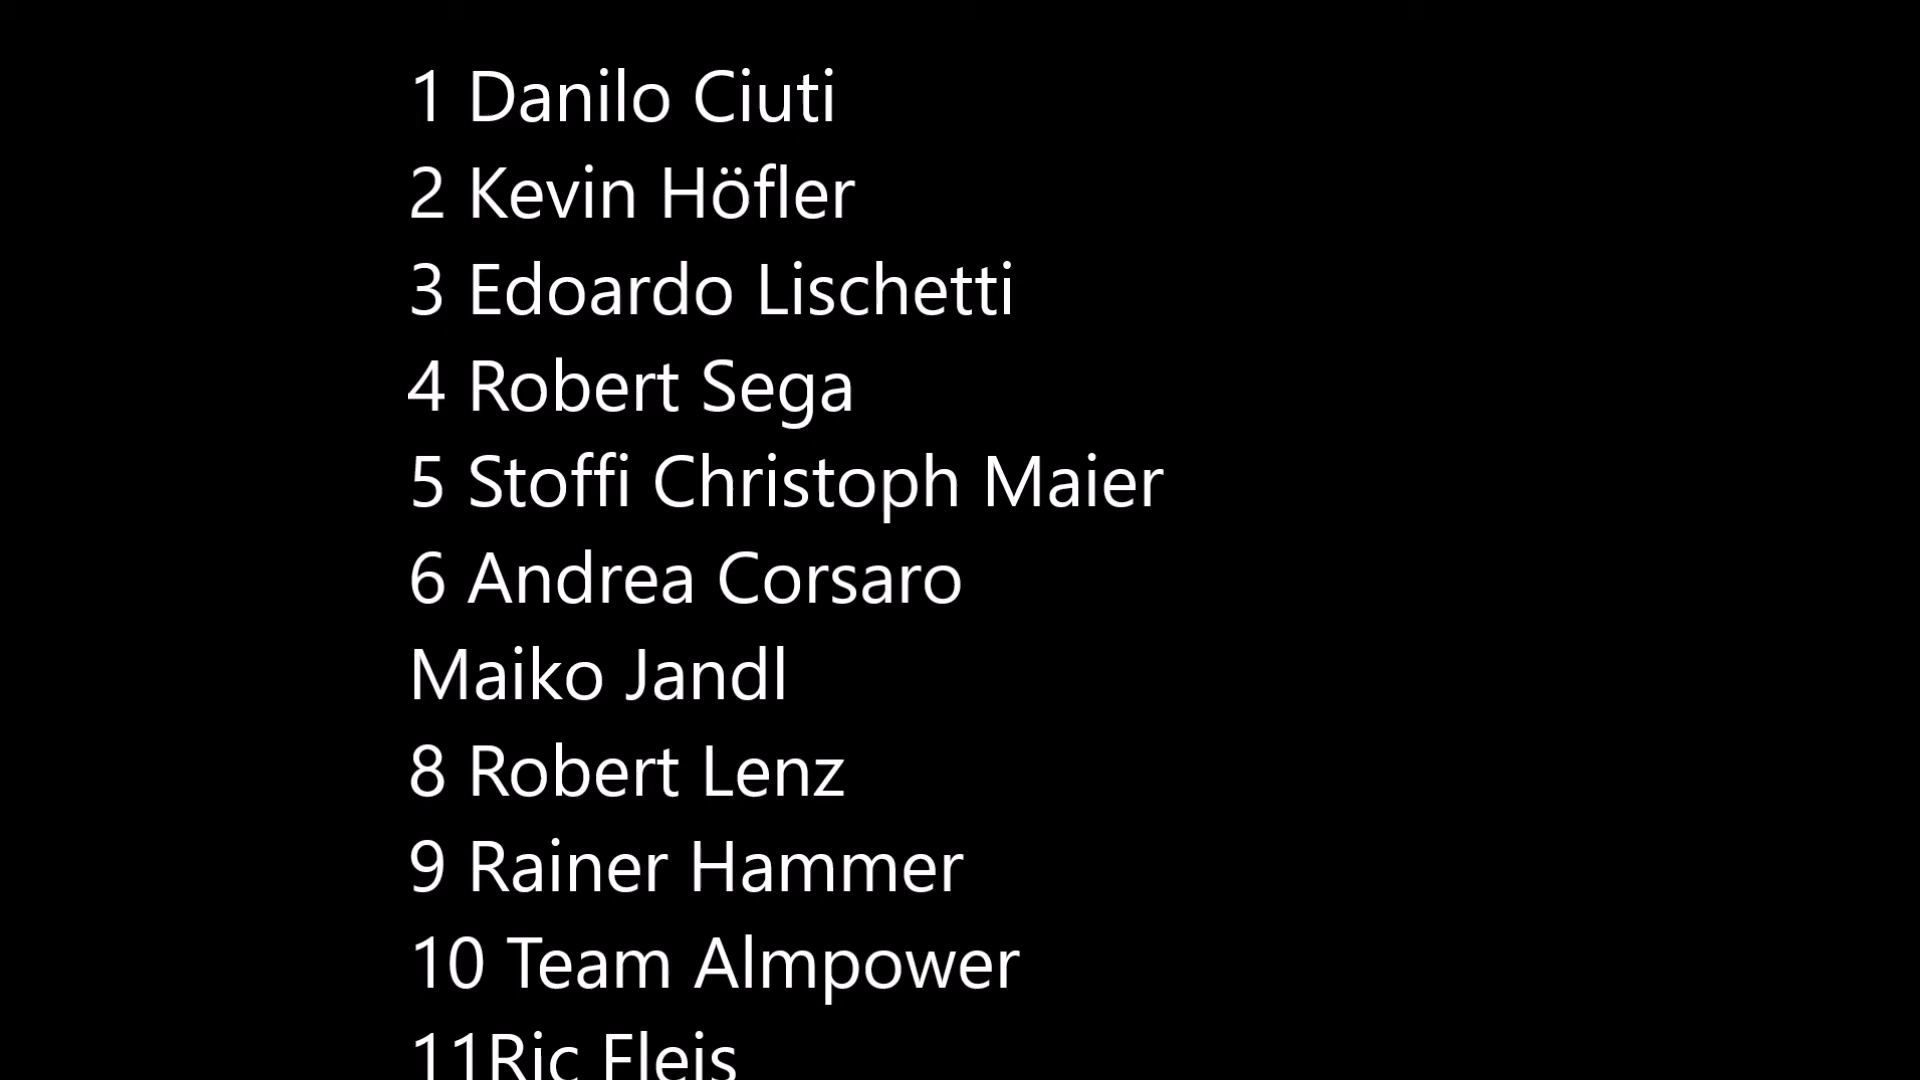 1 Danilo Ciuti
2 Kevin Höfler
3 Edoardo Lischetti
4 Robert Sega
5 Stoffi Christoph Maier
6 Andrea Corsaro
Maiko Jandl
8 Robert Lenz
9 Rainer Hammer
10 Team Almpower
11Ric Fleis